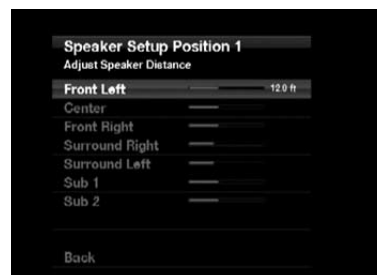 Speaker Setup Position 1
Adjust Speaker Distance
Front Left 12.0 ft
Center
Front Right
Surround Right
Surround Left
Sub 1
Sub 2
Back